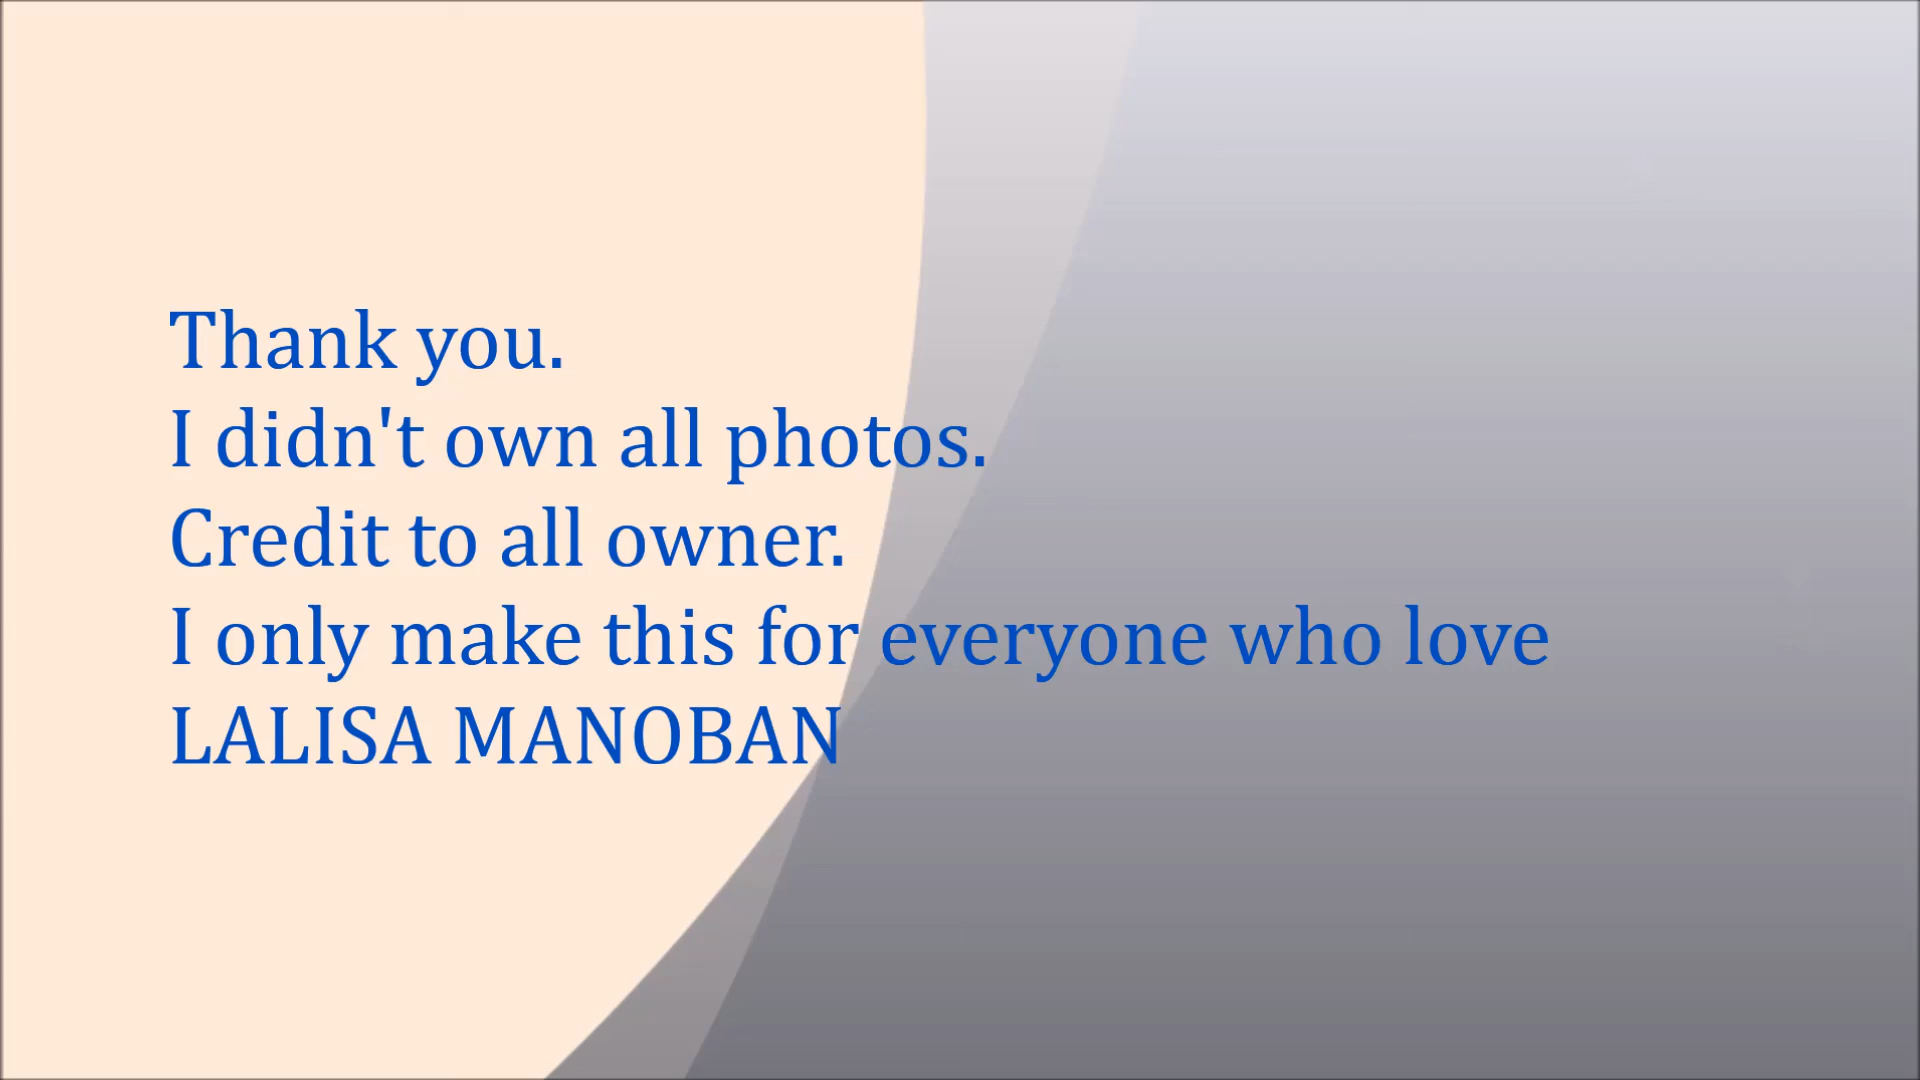 Thank you.
I didn't own all photos.
Credit to all owner.
I only make this for everyone who love
LALISA MANOBAN